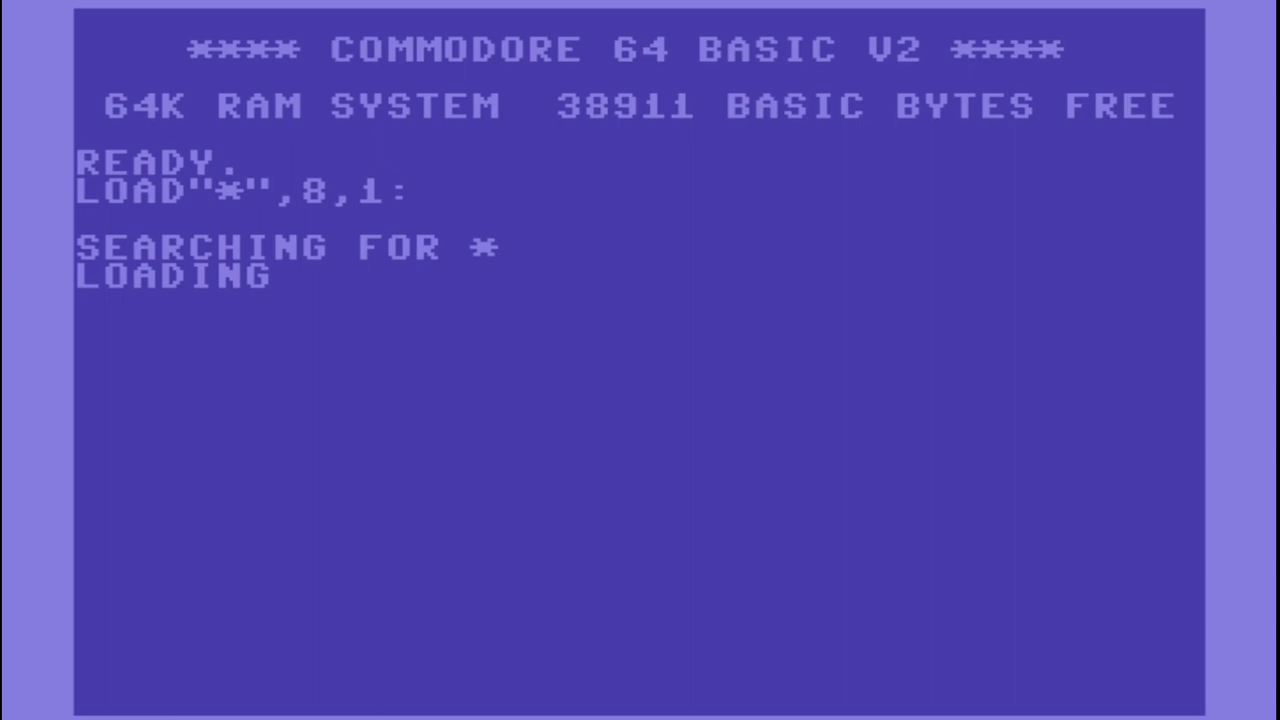 **** COMMODORE 64 BASIC V2 ****
64K RAM SYSTEM  38911 BASIC BYTES FREE
READY.
LOAD"*",8,1:
SEARCHING FOR *
LOADING